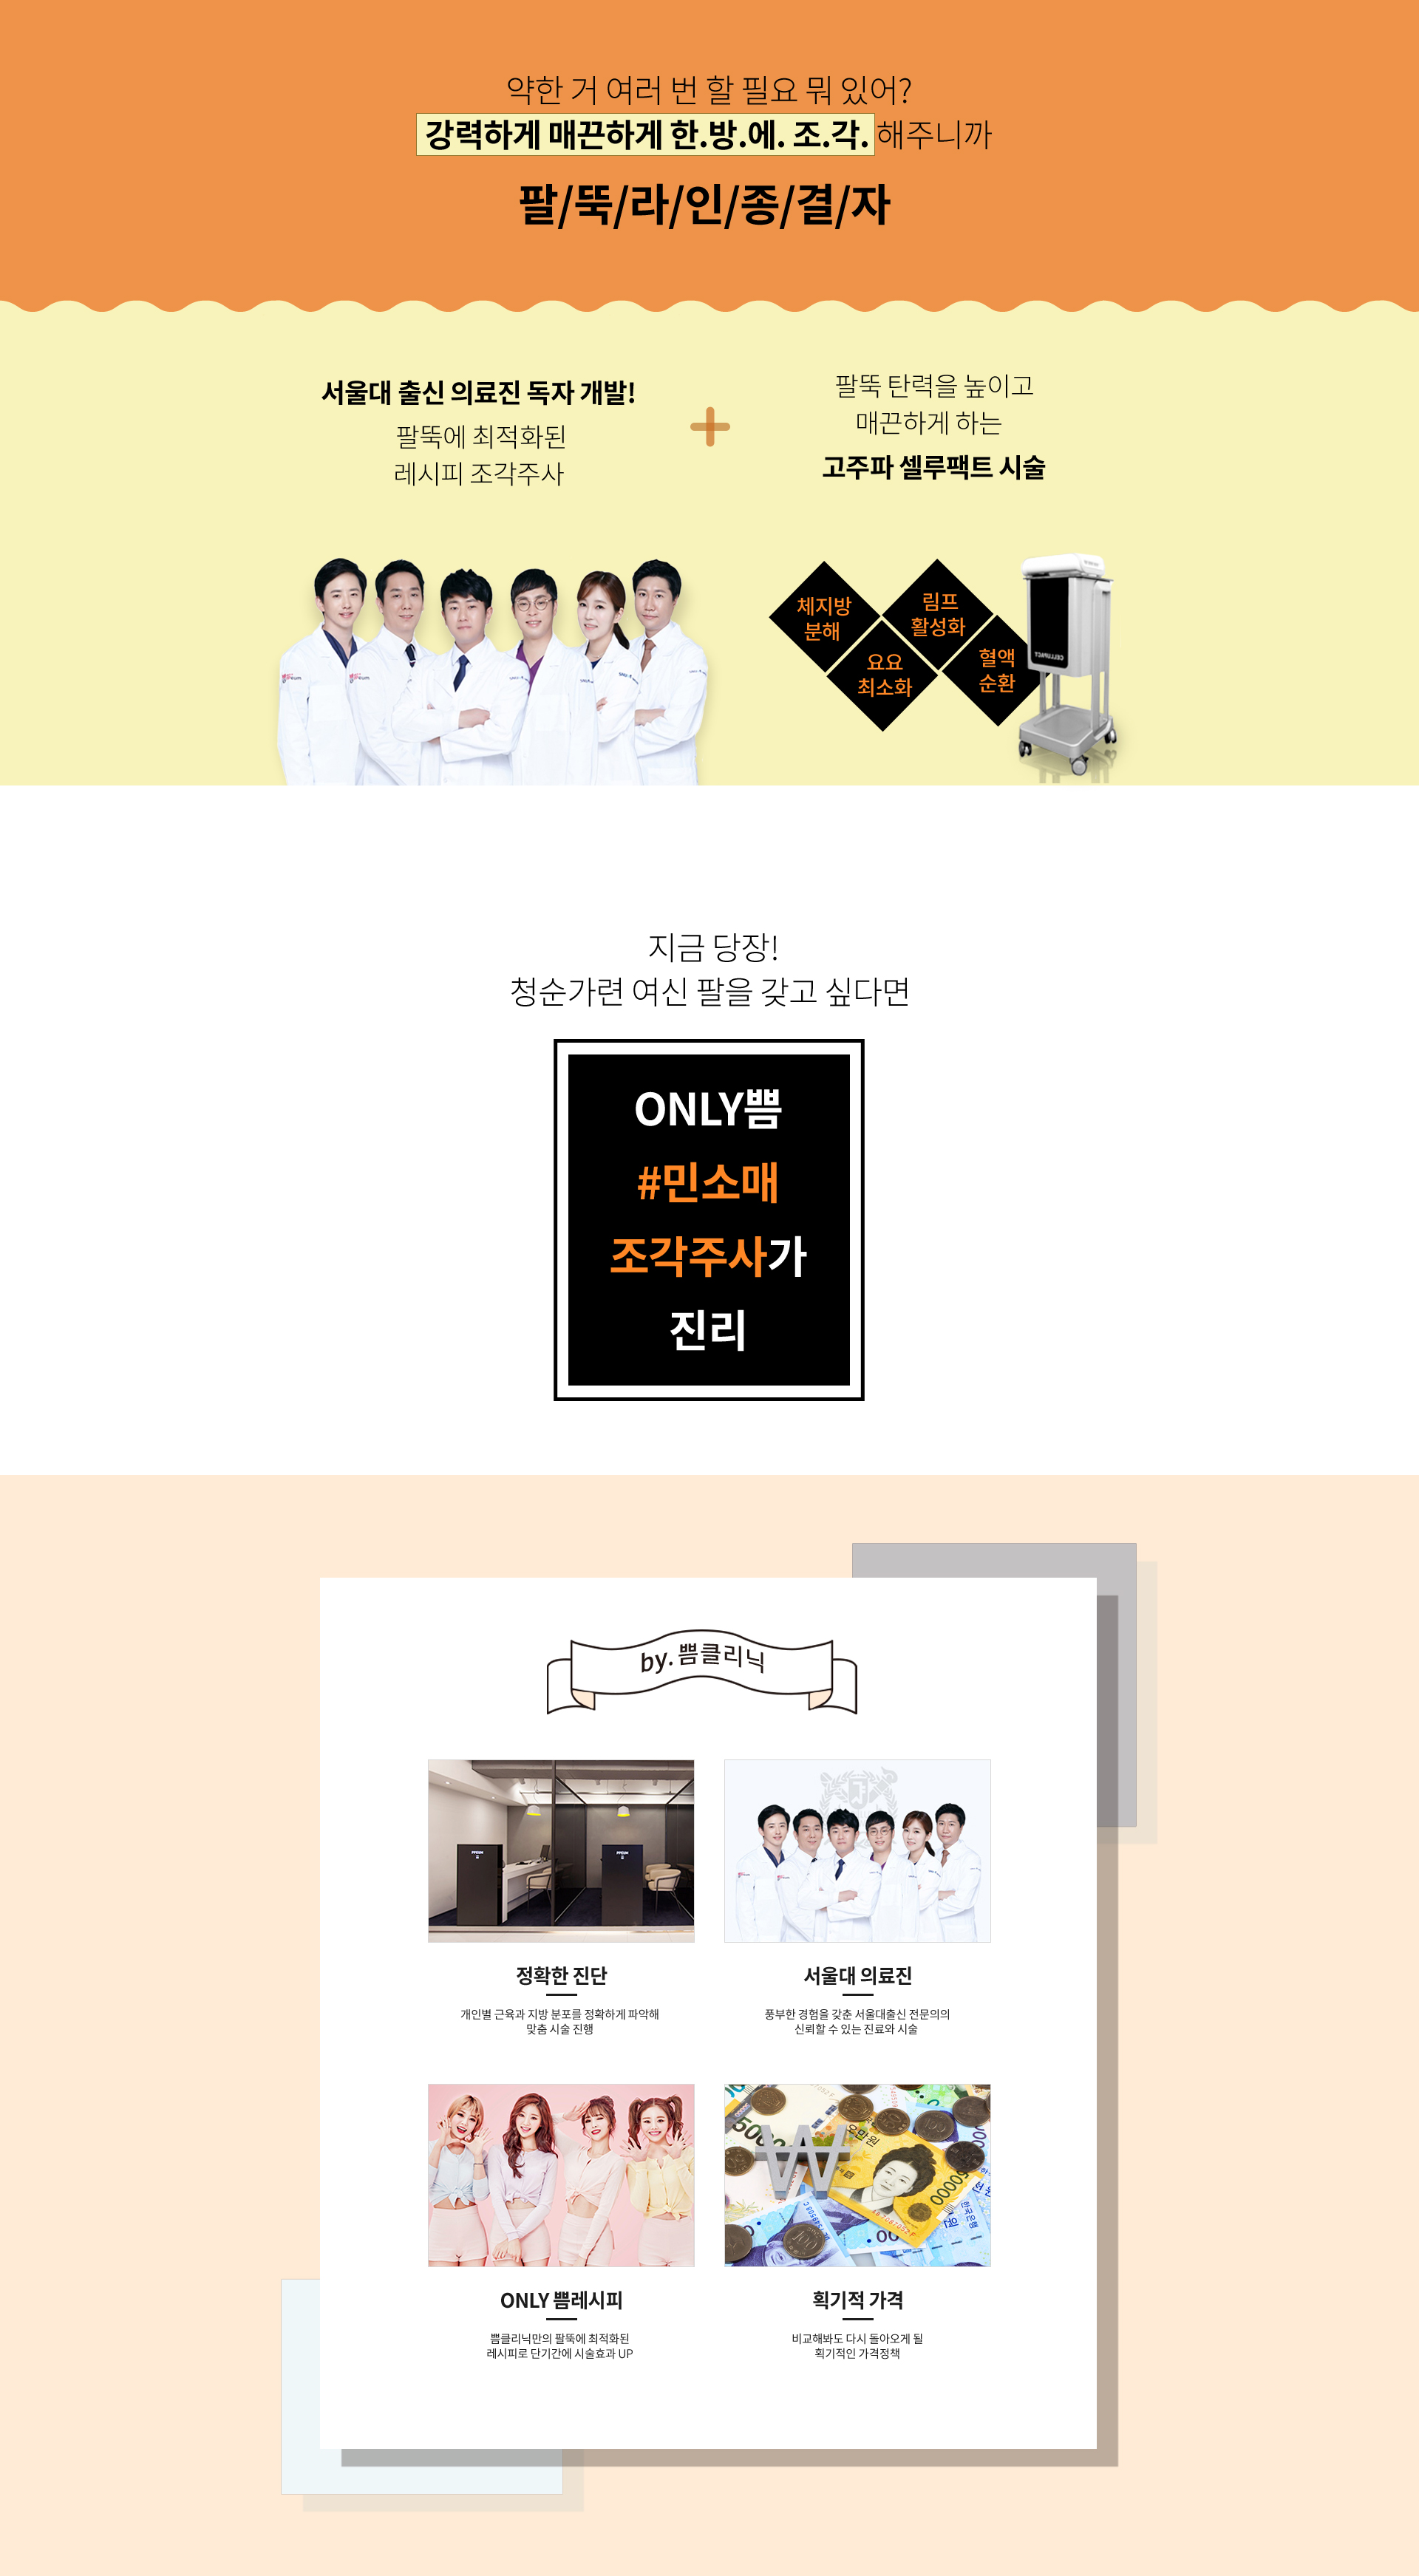 약한 거 여러 번 할 필요 뭐 있어?
강력하게 매끈하게 한.방.에. 조.각. 해주니까
팔/뚝/라/인/종/결/자
서울대 출신 의료진 독자 개발!
팔뚝에 최적화된
레시피 조각주사
팔뚝 탄력을 높이고
매끈하게 하는
고주파 셀루팩트 시술
체지방
분해
림프
활성화
요요
최소화
혈액
순환
지금 당장!
청순가련 여신 팔을 갖고 싶다면
ONLY쁨
#민소매
조각주사가
진리
by. 쁨클리닉
PPEUM
PPEUM
정확한 진단
개인별 근육과 지방 분포를 정확하게 파악해
맞춤 시술 진행
서울대 의료진
풍부한 경험을 갖춘 서울대출신 전문의의
신뢰할 수 있는 진료와 시술
ONLY 쁨레시피
쁨클리닉만의 팔뚝에 최적화된
레시피로 단기간에 시술효과 UP
획기적 가격
비교해봐도 다시 돌아오게 될
획기적인 가격정책